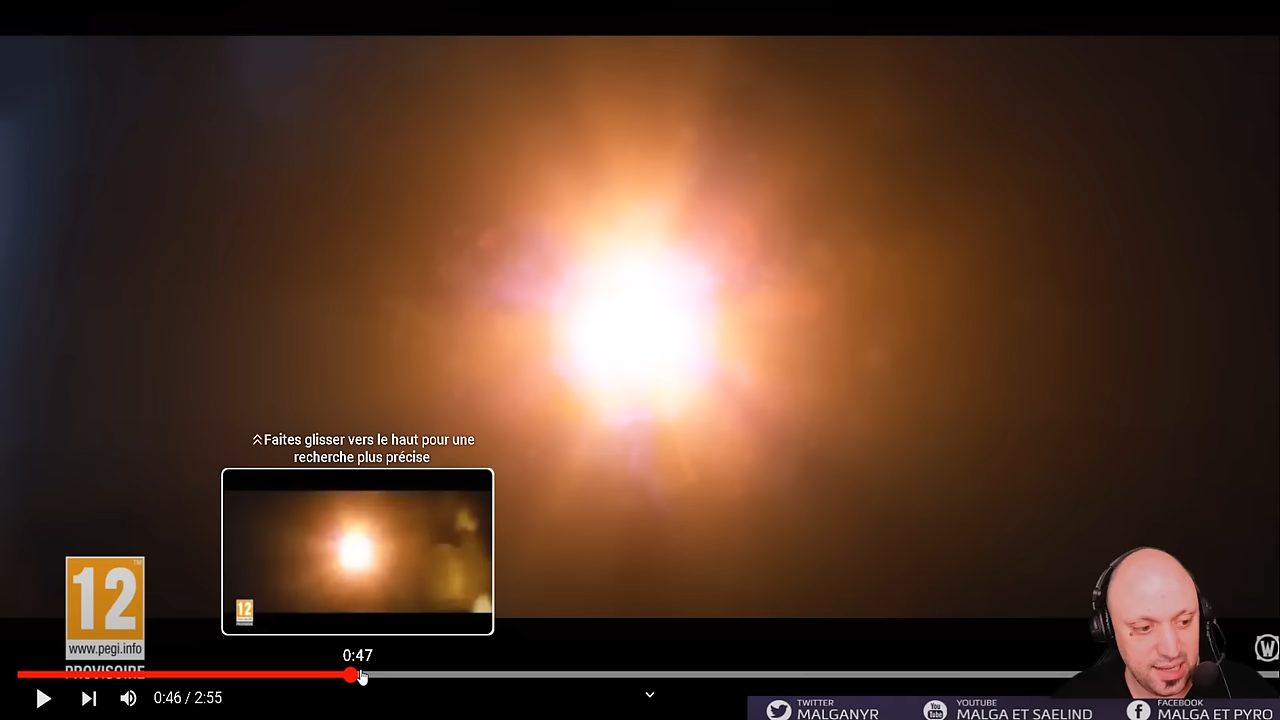 Faites glisser vers le haut pour une
recherche plus précise
12
www.pegi.info
PROVISOIRE
12
0:47
0:46 / 2:55
W
TWITTER
MALGANYR
YOUTUBE
MALGA ET SAELIND
FACEBOOK
MALGA ET PYRO